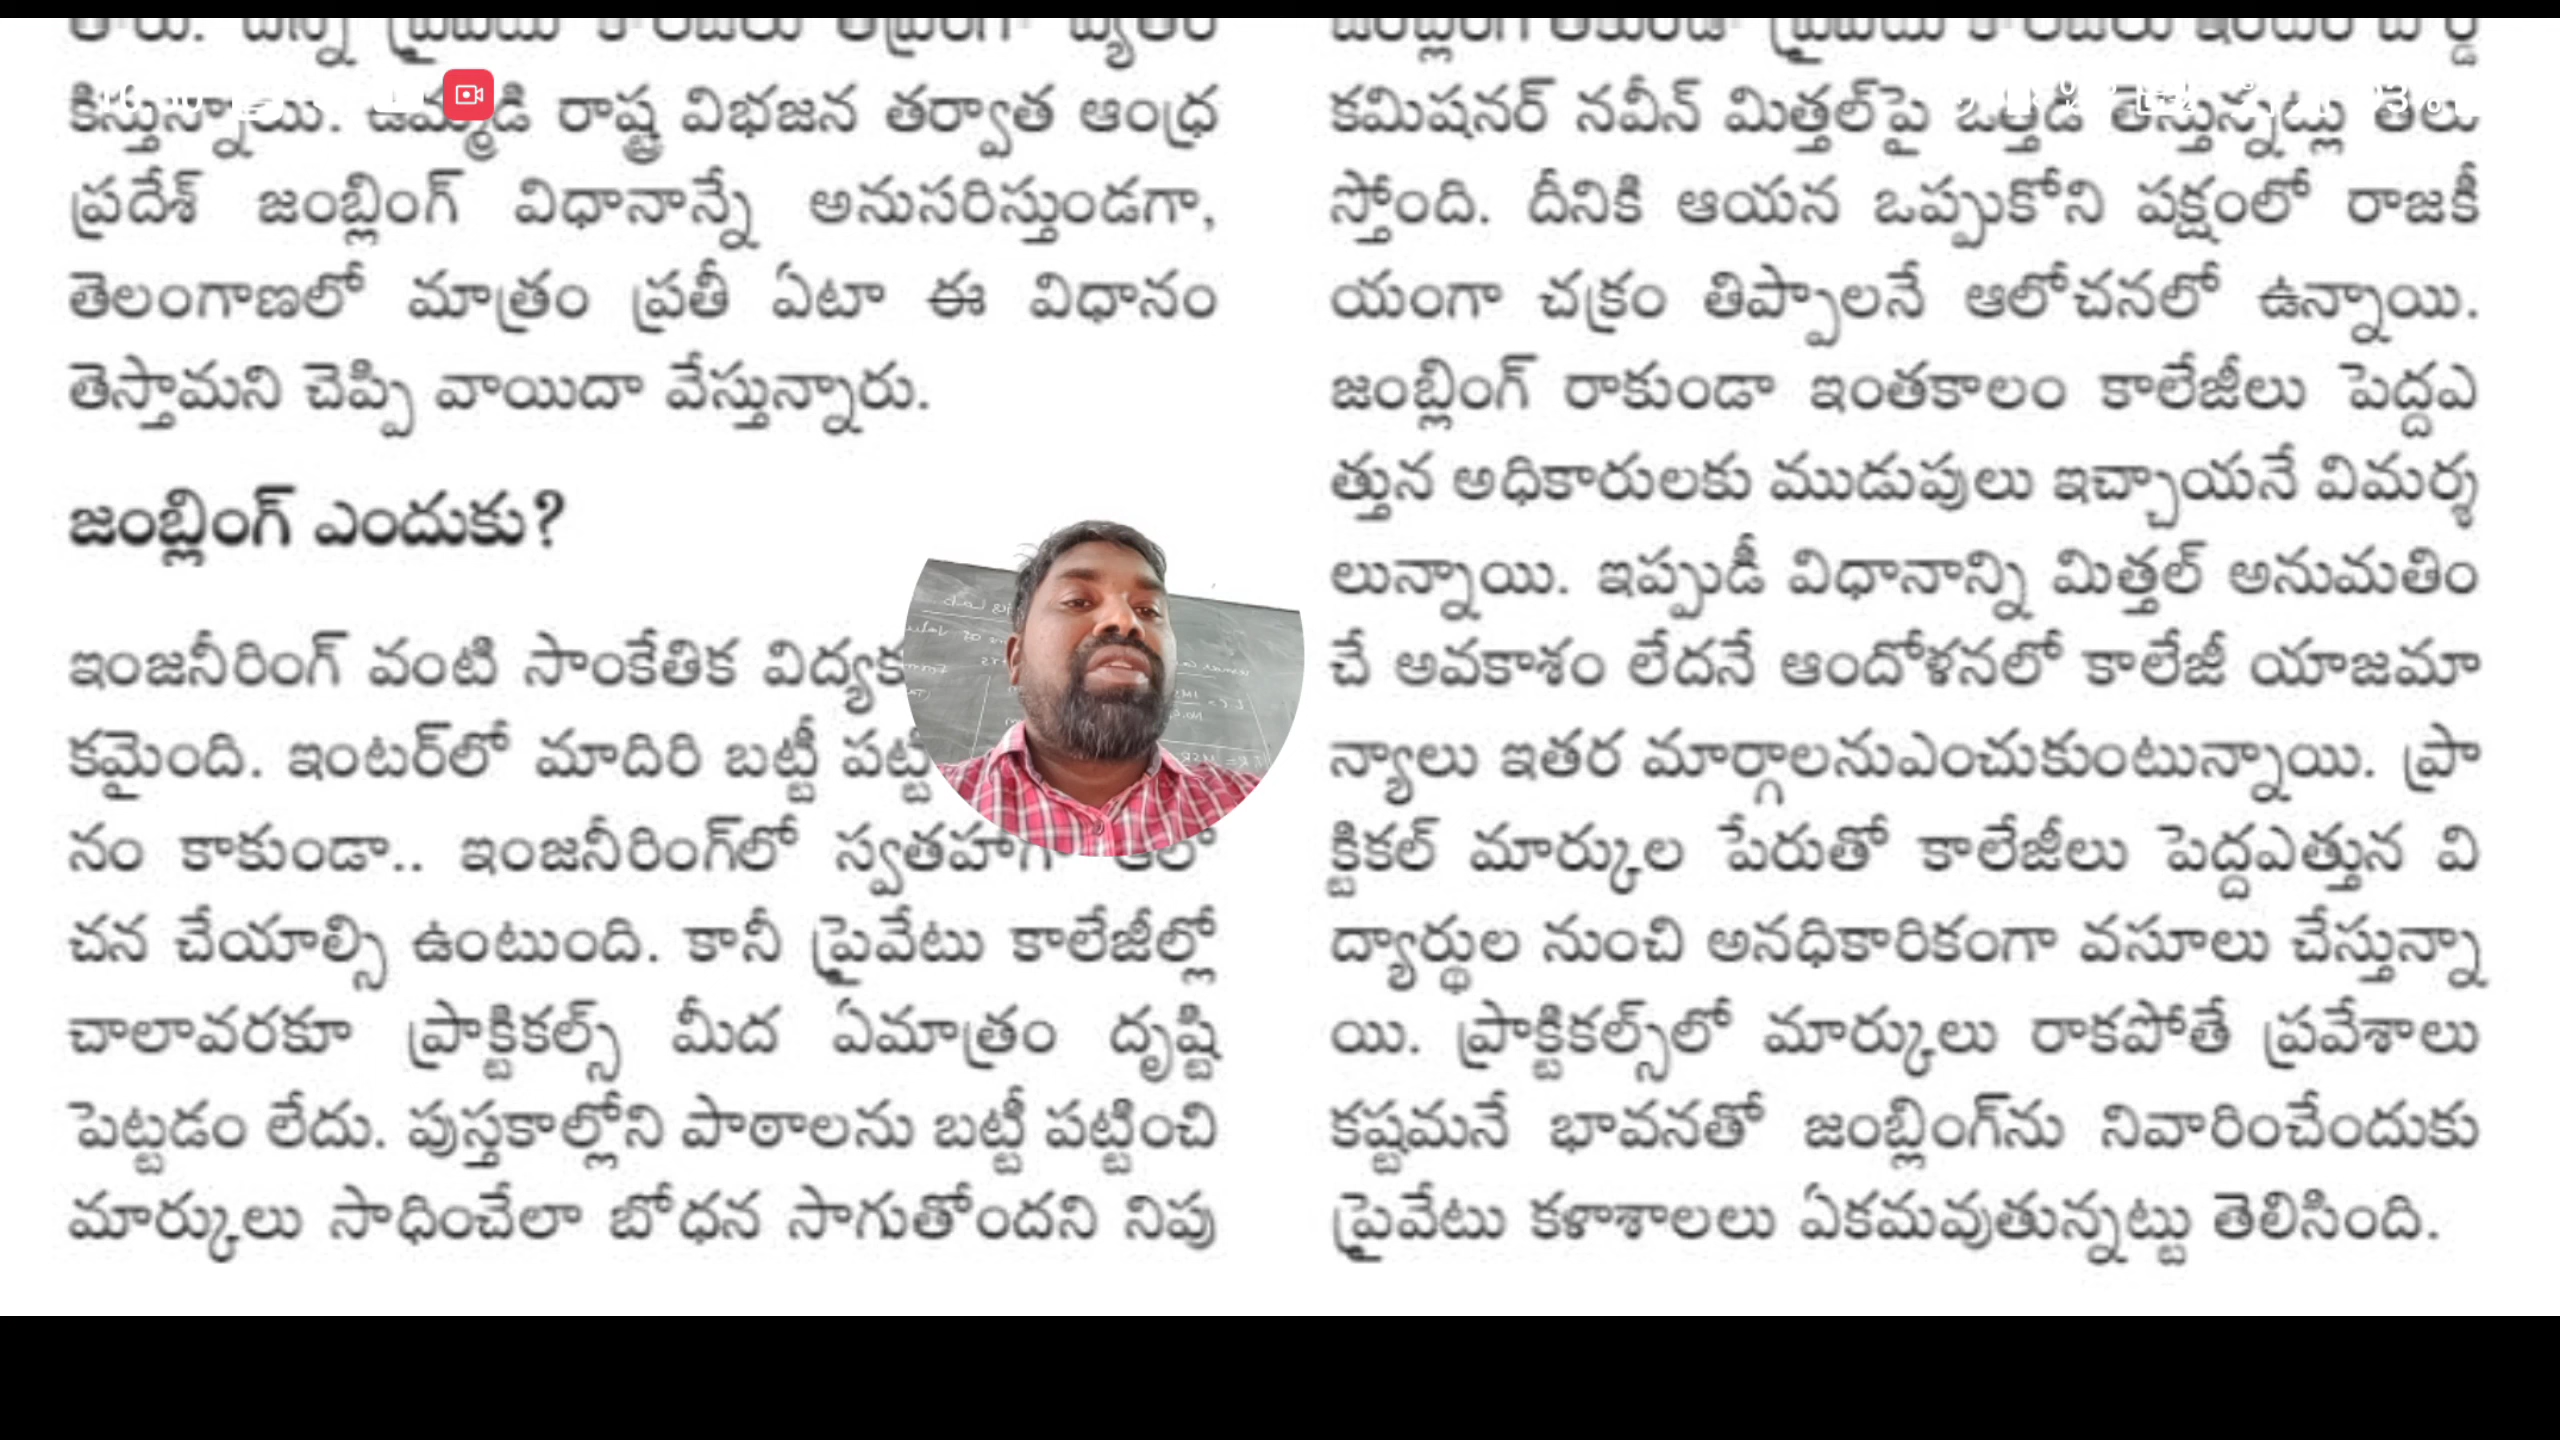 కిస్తున్నాయి. ఉమ్మడి రాష్ట్ర విభజన తర్వాత ఆంధ్ర
ప్రదేశ్ జంబ్లింగ్ విధానాన్నే అనుసరిస్తుండగా,
తెలంగాణలో మాత్రం ప్రతీ ఏటా ఈ విధానం
తెస్తామని చెప్పి వాయిదా వేస్తున్నారు.
జంబ్లింగ్ ఎందుకు?
ఇంజనీరింగ్ వంటి సాంకేతిక
కమైంది. ఇంటర్‌లో మాదిరి బట్టీ
నం కాకుండా.. ఇంజనీరింగ్‌లో
చన చేయాల్సి ఉంటుంది. కానీ ప్రైవేటు కాలేజీల్లో
చాలావరకూ ప్రాక్టికల్స్ మీద ఏమాత్రం దృష్టి
పెట్టడం లేదు. పుస్తకాల్లోని పాఠాలను బట్టీ పట్టించి
మార్కులు సాధించేలా బోధన సాగుతోందని నిపు
కమిషనర్ నవీన్ మిత్తల్‌పై ఒత్తిడి తెస్తున్నట్లు తెలు
స్తోంది. దీనికి ఆయన ఒప్పుకోని పక్షంలో రాజకీ
యంగా చక్రం తిప్పాలనే ఆలోచనలో ఉన్నాయి.
జంబ్లింగ్ రాకుండా ఇంతకాలం కాలేజీలు పెద్దఎ
త్తున అధికారులకు ముడుపులు ఇచ్చాయనే విమర్శ
లున్నాయి. ఇప్పుడీ విధానాన్ని మిత్తల్ అనుమతిం
చే అవకాశం లేదనే ఆందోళనలో కాలేజీ యాజమా
న్యాలు ఇతర మార్గాలనుఎంచుకుంటున్నాయి. ప్రా
క్టికల్ మార్కుల పేరుతో కాలేజీలు పెద్దఎత్తున వి
ద్యార్థుల నుంచి అనధికారికంగా వసూలు చేస్తున్నా
యి. ప్రాక్టికల్స్‌లో మార్కులు రాకపోతే ప్రవేశాలు
కష్టమనే భావనతో జంబ్లింగ్‌ను నివారించేందుకు
ప్రైవేటు కళాశాలలు ఏకమవుతున్నట్టు తెలిసింది.